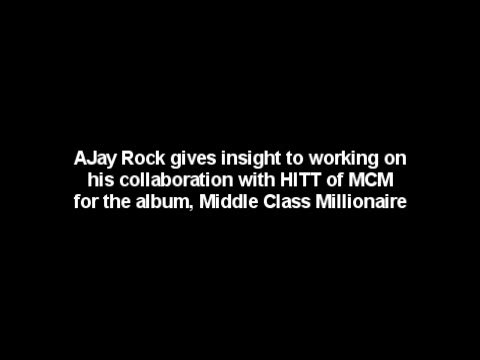 AJay Rock gives insight to working on
his collaboration with HITT of MCM
for the album, Middle Class Millionaire